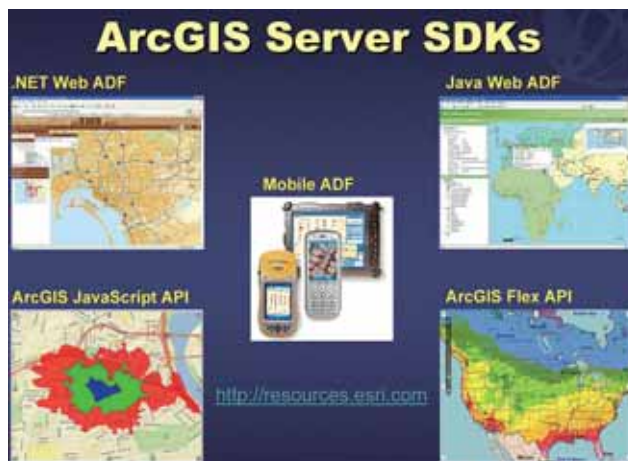 ArcGIS Server SDKs
.NET Web ADF
Java Web ADF
Mobile ADF
ArcGIS JavaScript API
ArcGIS Flex API
http://resources.esri.com